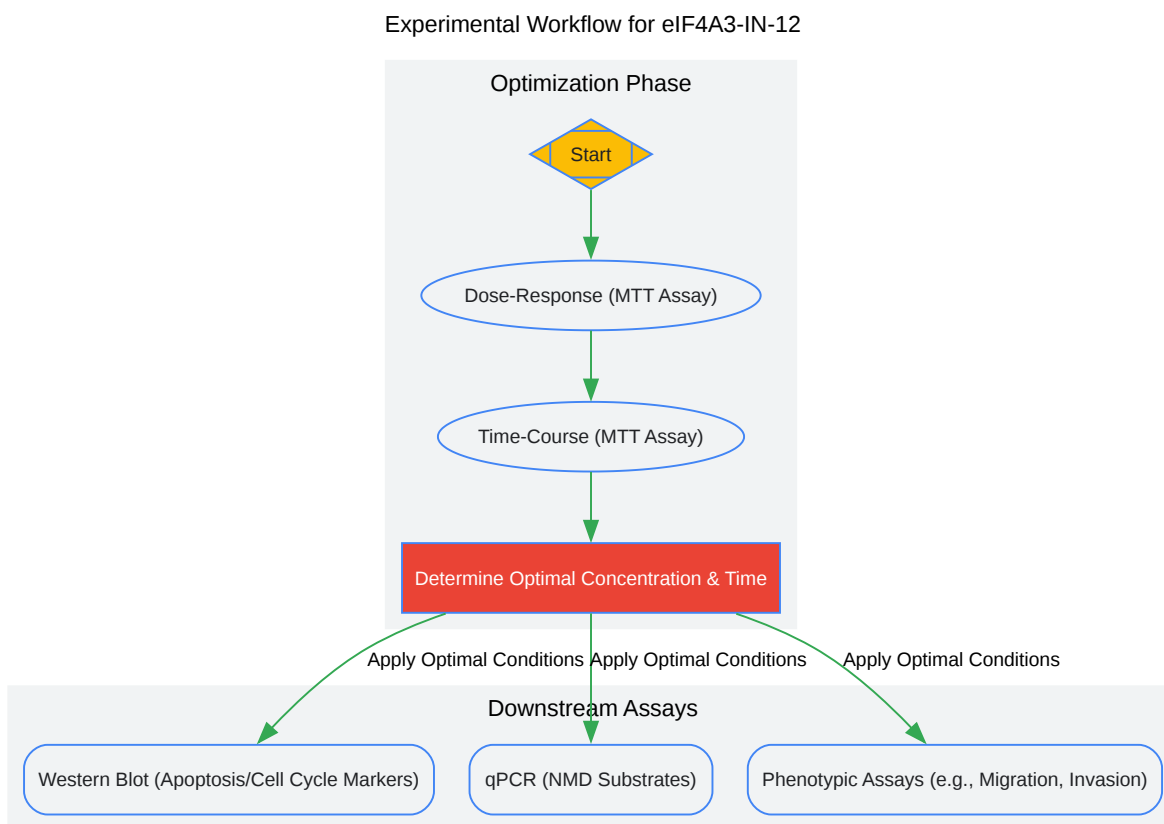 Experimental Workflow for eIF4A3-IN-12
Optimization Phase
Start
Dose-Response (MTT Assay)
Time-Course (MTT Assay)
Determine Optimal Concentration & Time
Apply Optimal Conditions
Apply Optimal Conditions
Apply Optimal Conditions
Downstream Assays
Western Blot (Apoptosis/Cell Cycle Markers)
qPCR (NMD Substrates)
Phenotypic Assays (e.g., Migration, Invasion)